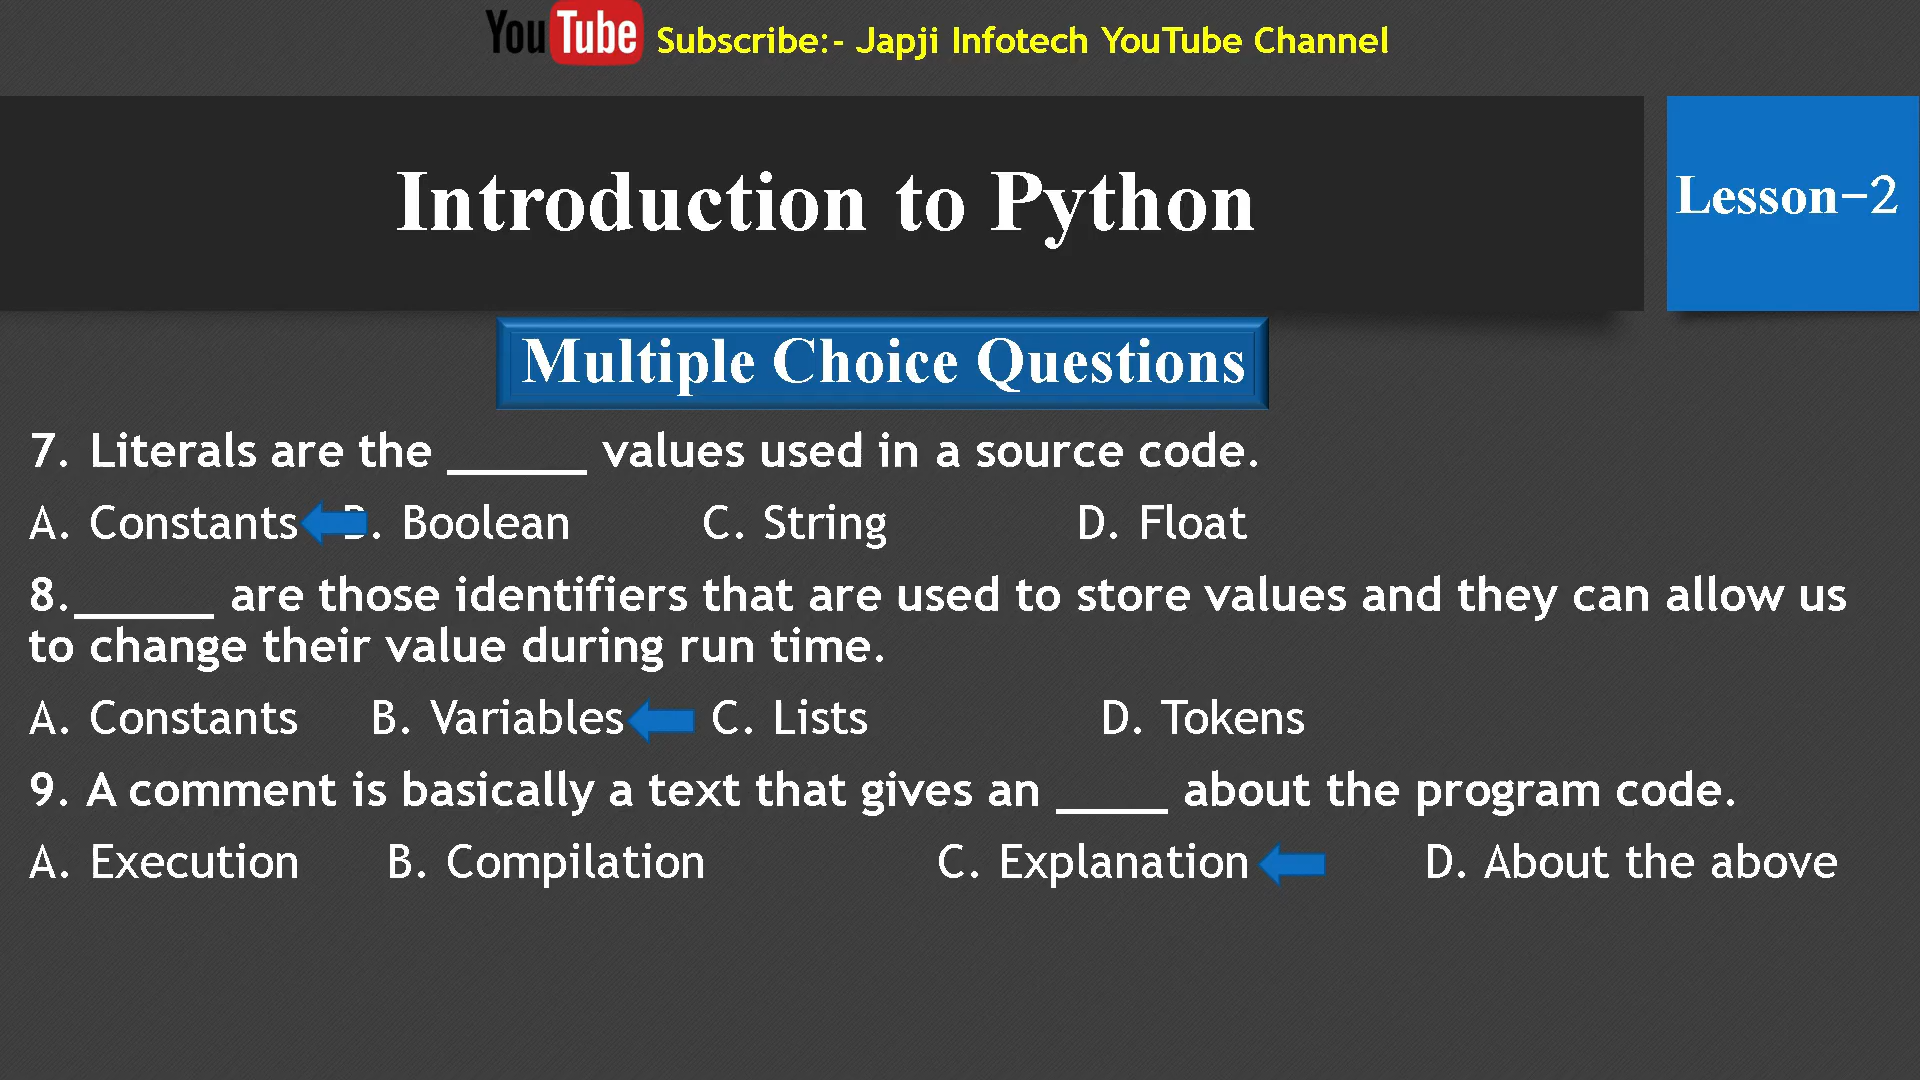 YouTube Subscribe:- Japji Infotech YouTube Channel
Introduction to Python
Lesson-2
Multiple Choice Questions
7. Literals are the _____ values used in a source code.
A. Constants B. Boolean C. String D. Float
8._____ are those identifiers that are used to store values and they can allow us
to change their value during run time.
A. Constants B. Variables C. Lists D. Tokens
9. A comment is basically a text that gives an ____ about the program code.
A. Execution B. Compilation C. Explanation D. About the above